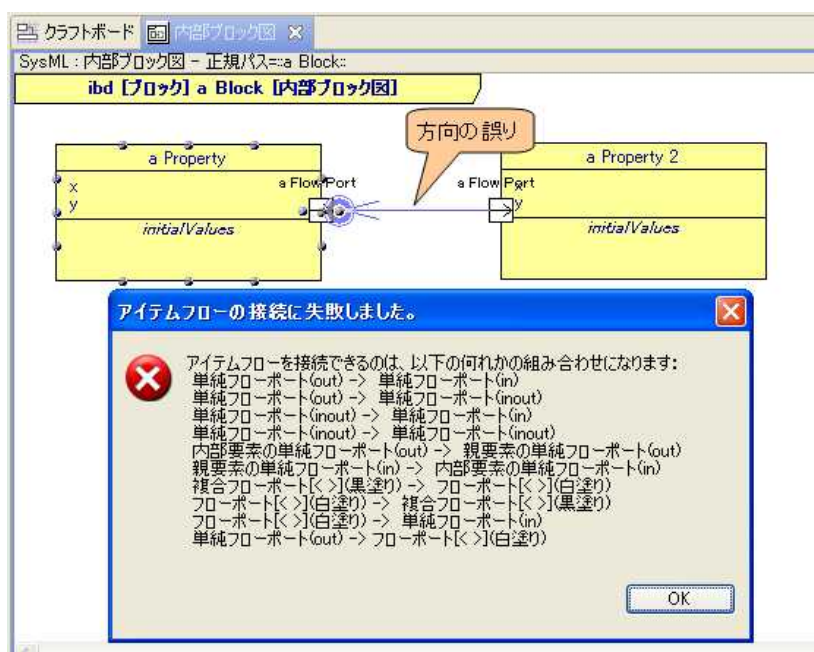 クラフトボード 内部ブロック図
SysML : 内部ブロック図 - 正規パス=::a Block::
ibd [ブロック] a Block [内部ブロック図]
方向の誤り
a Property
a Property 2
x
a Flow Port
a Flow Port
y
y
initialValues
initialValues
アイテムフローの接続に失敗しました。
アイテムフローを接続できるのは、以下の何れかの組み合わせになります:
単純フローポート(out) -> 単純フローポート(in)
単純フローポート(out) -> 単純フローポート(inout)
単純フローポート(inout) -> 単純フローポート(in)
単純フローポート(inout) -> 単純フローポート(inout)
内部要素の単純フローポート(out) -> 親要素の単純フローポート(out)
親要素の単純フローポート(in) -> 内部要素の単純フローポート(in)
複合フローポート[< >](黒塗り) -> フローポート[< >](白塗り)
フローポート[< >](白塗り) -> 複合フローポート[< >](黒塗り)
フローポート[< >](白塗り) -> 単純フローポート(in)
単純フローポート(out) -> フローポート[< >](白塗り)
OK